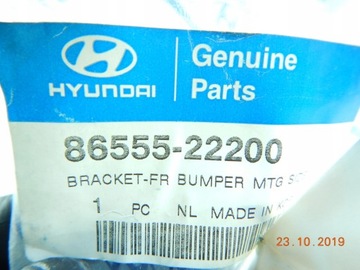 Genuine
Parts
HYUNDAI
86555-22200
BRACKET-FR BUMPER MTG
1 PC NL MADE IN
23.10.2019